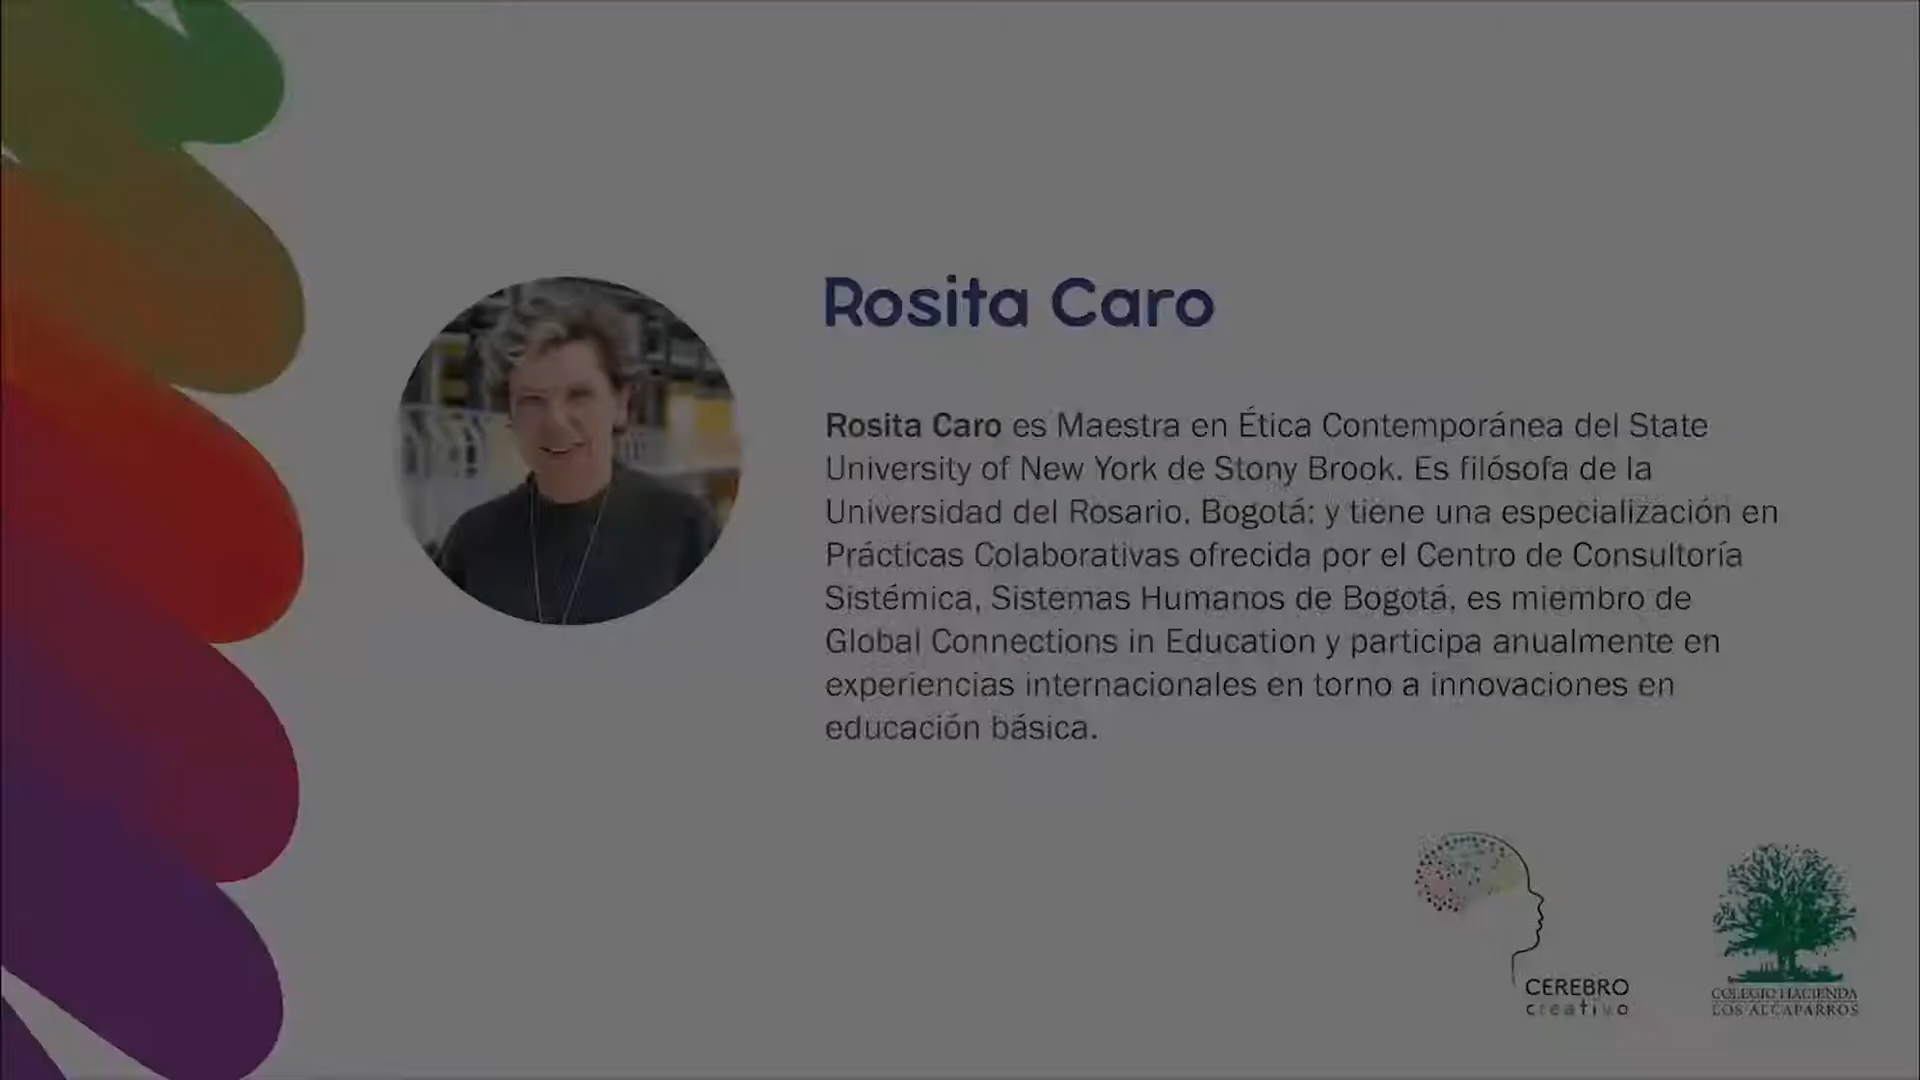 Rosita Caro
Rosita Caro es Maestra en Ética Contemporánea del State
University of New York de Stony Brook. Es filósofa de la
Universidad del Rosario, Bogotá; y tiene una especialización en
Prácticas Colaborativas ofrecida por el Centro de Consultoría
Sistémica, Sistemas Humanos de Bogotá, es miembro de
Global Connections in Education y participa anualmente en
experiencias internacionales en torno a innovaciones en
educación básica.
CEREBRO
creativo
COLEGIO HACIENDA
LOS ALCAPARROS